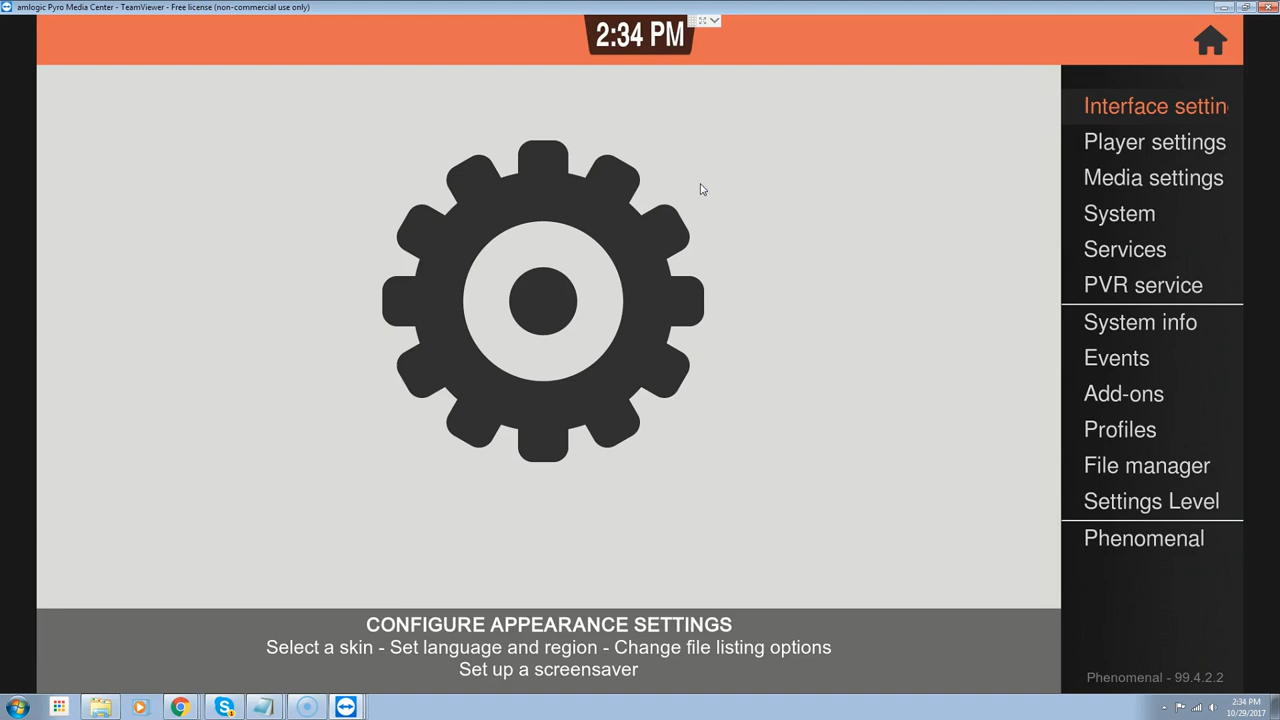 amlogic Pyro Media Center - TeamViewer - Free license (non-commercial use only)
2:34 PM
Interface settin
Player settings
Media settings
System
Services
PVR service
System info
Events
Add-ons
Profiles
File manager
Settings Level
Phenomenal
CONFIGURE APPEARANCE SETTINGS
Select a skin - Set language and region - Change file listing options
Set up a screensaver
Phenomenal - 99.4.2.2
2:34 PM
10/29/2017